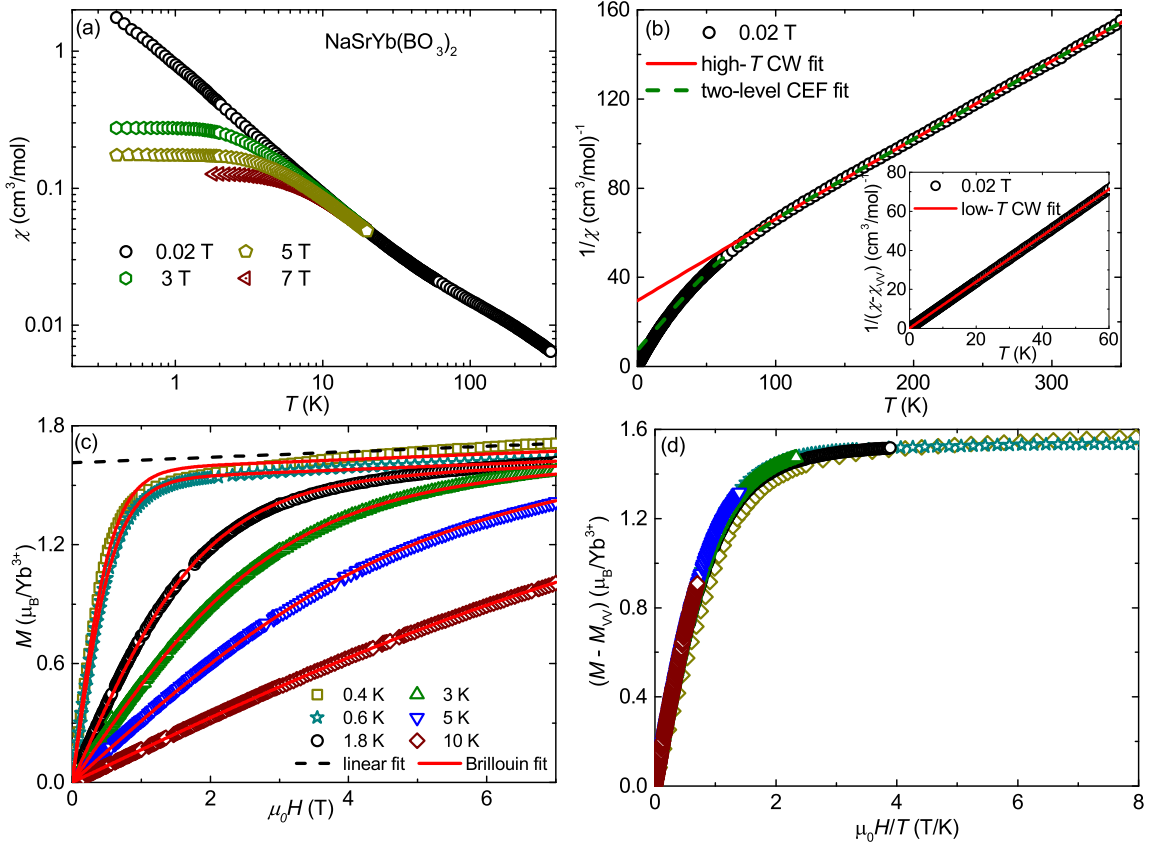 (a)
NaSrYb(BO₃)₂
χ (cm³/mol)
1
0.1
0.01
0.02 T
5 T
3 T
7 T
1
10
100
T (K)
(b)
0.02 T
high-T CW fit
two-level CEF fit
1/χ (cm³/mol)⁻¹
160
120
80
40
0
0
100
200
300
T (K)
0.02 T
low-T CW fit
1/(χ-χ_VV) (cm³/mol)⁻¹
80
60
40
20
0
0
20
40
60
T (K)
(c)
M (μ_B/Yb³⁺)
1.8
1.2
0.6
0.0
0.4 K
3 K
0.6 K
5 K
1.8 K
10 K
linear fit
Brillouin fit
0
2
4
6
μ₀H (T)
(d)
(M - M_VV) (μ_B/Yb³⁺)
1.6
1.2
0.8
0.4
0.0
0
2
4
6
8
μ₀H/T (T/K)